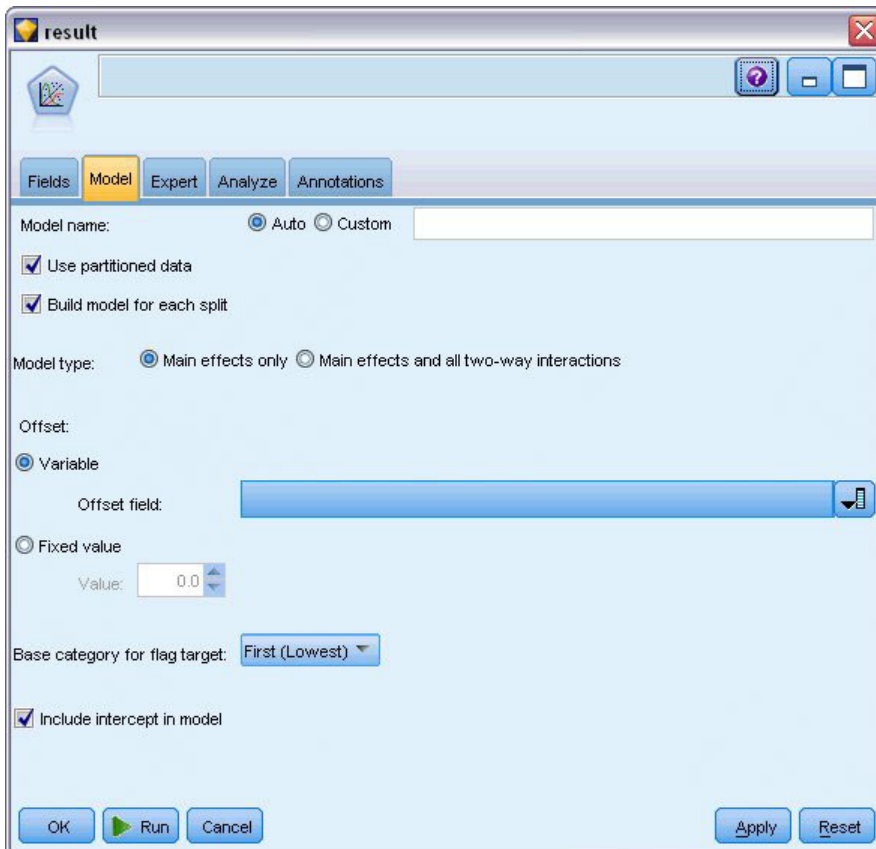 result
Fields Model Expert Analyze Annotations
Model name: Auto Custom
Use partitioned data
Build model for each split
Model type: Main effects only Main effects and all two-way interactions
Offset:
Variable
Offset field:
Fixed value
Value: 0.0
Base category for flag target: First (Lowest)
Include intercept in model
OK Run Cancel Apply Reset